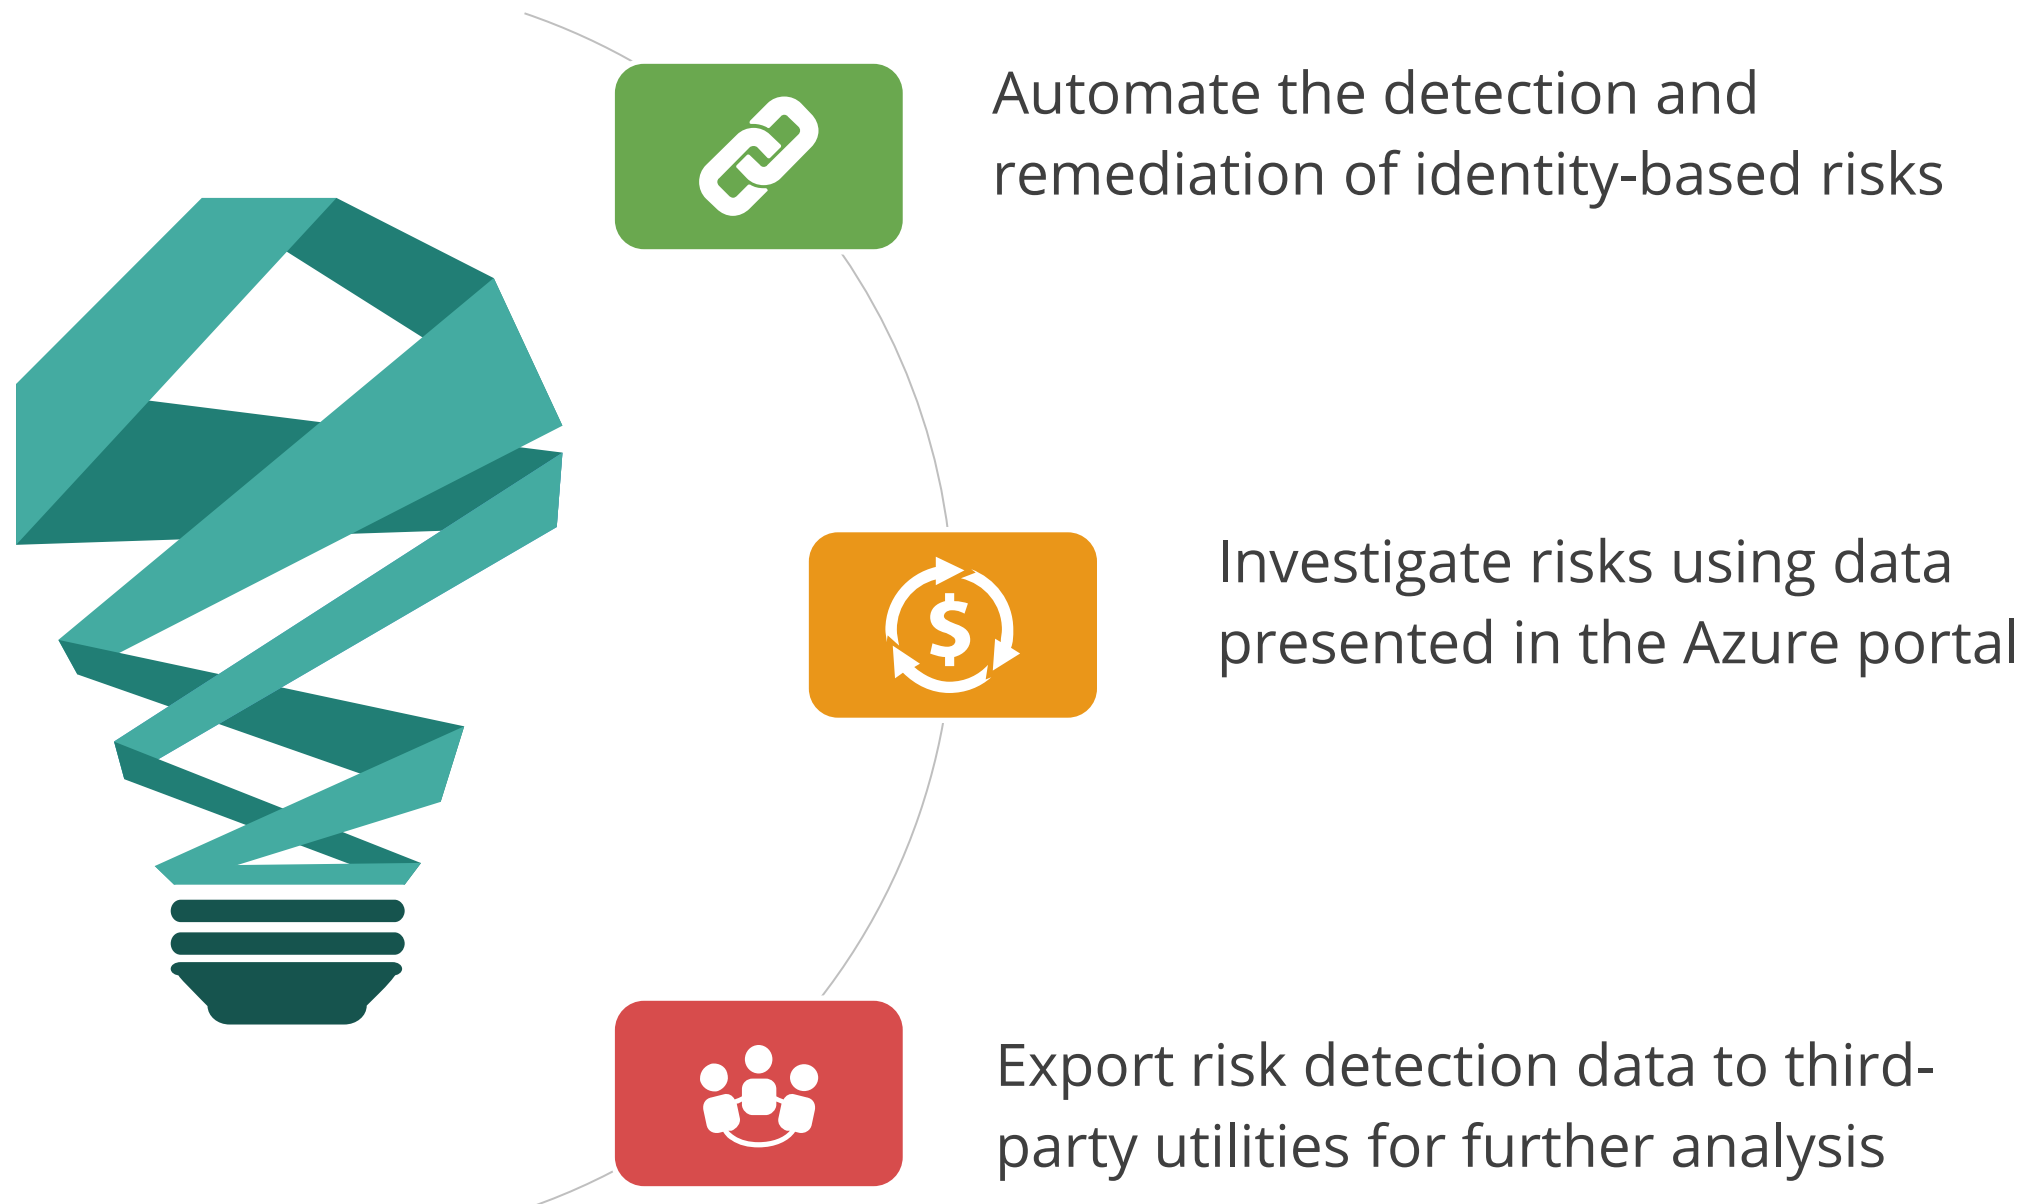 Automate the detection and
remediation of identity-based risks
$
Investigate risks using data
presented in the Azure portal
Export risk detection data to third-
party utilities for further analysis